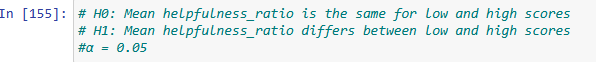 In [155]: # H0: Mean helpfulness_ratio is the same for low and high scores
# H1: Mean helpfulness_ratio differs between low and high scores
#α = 0.05